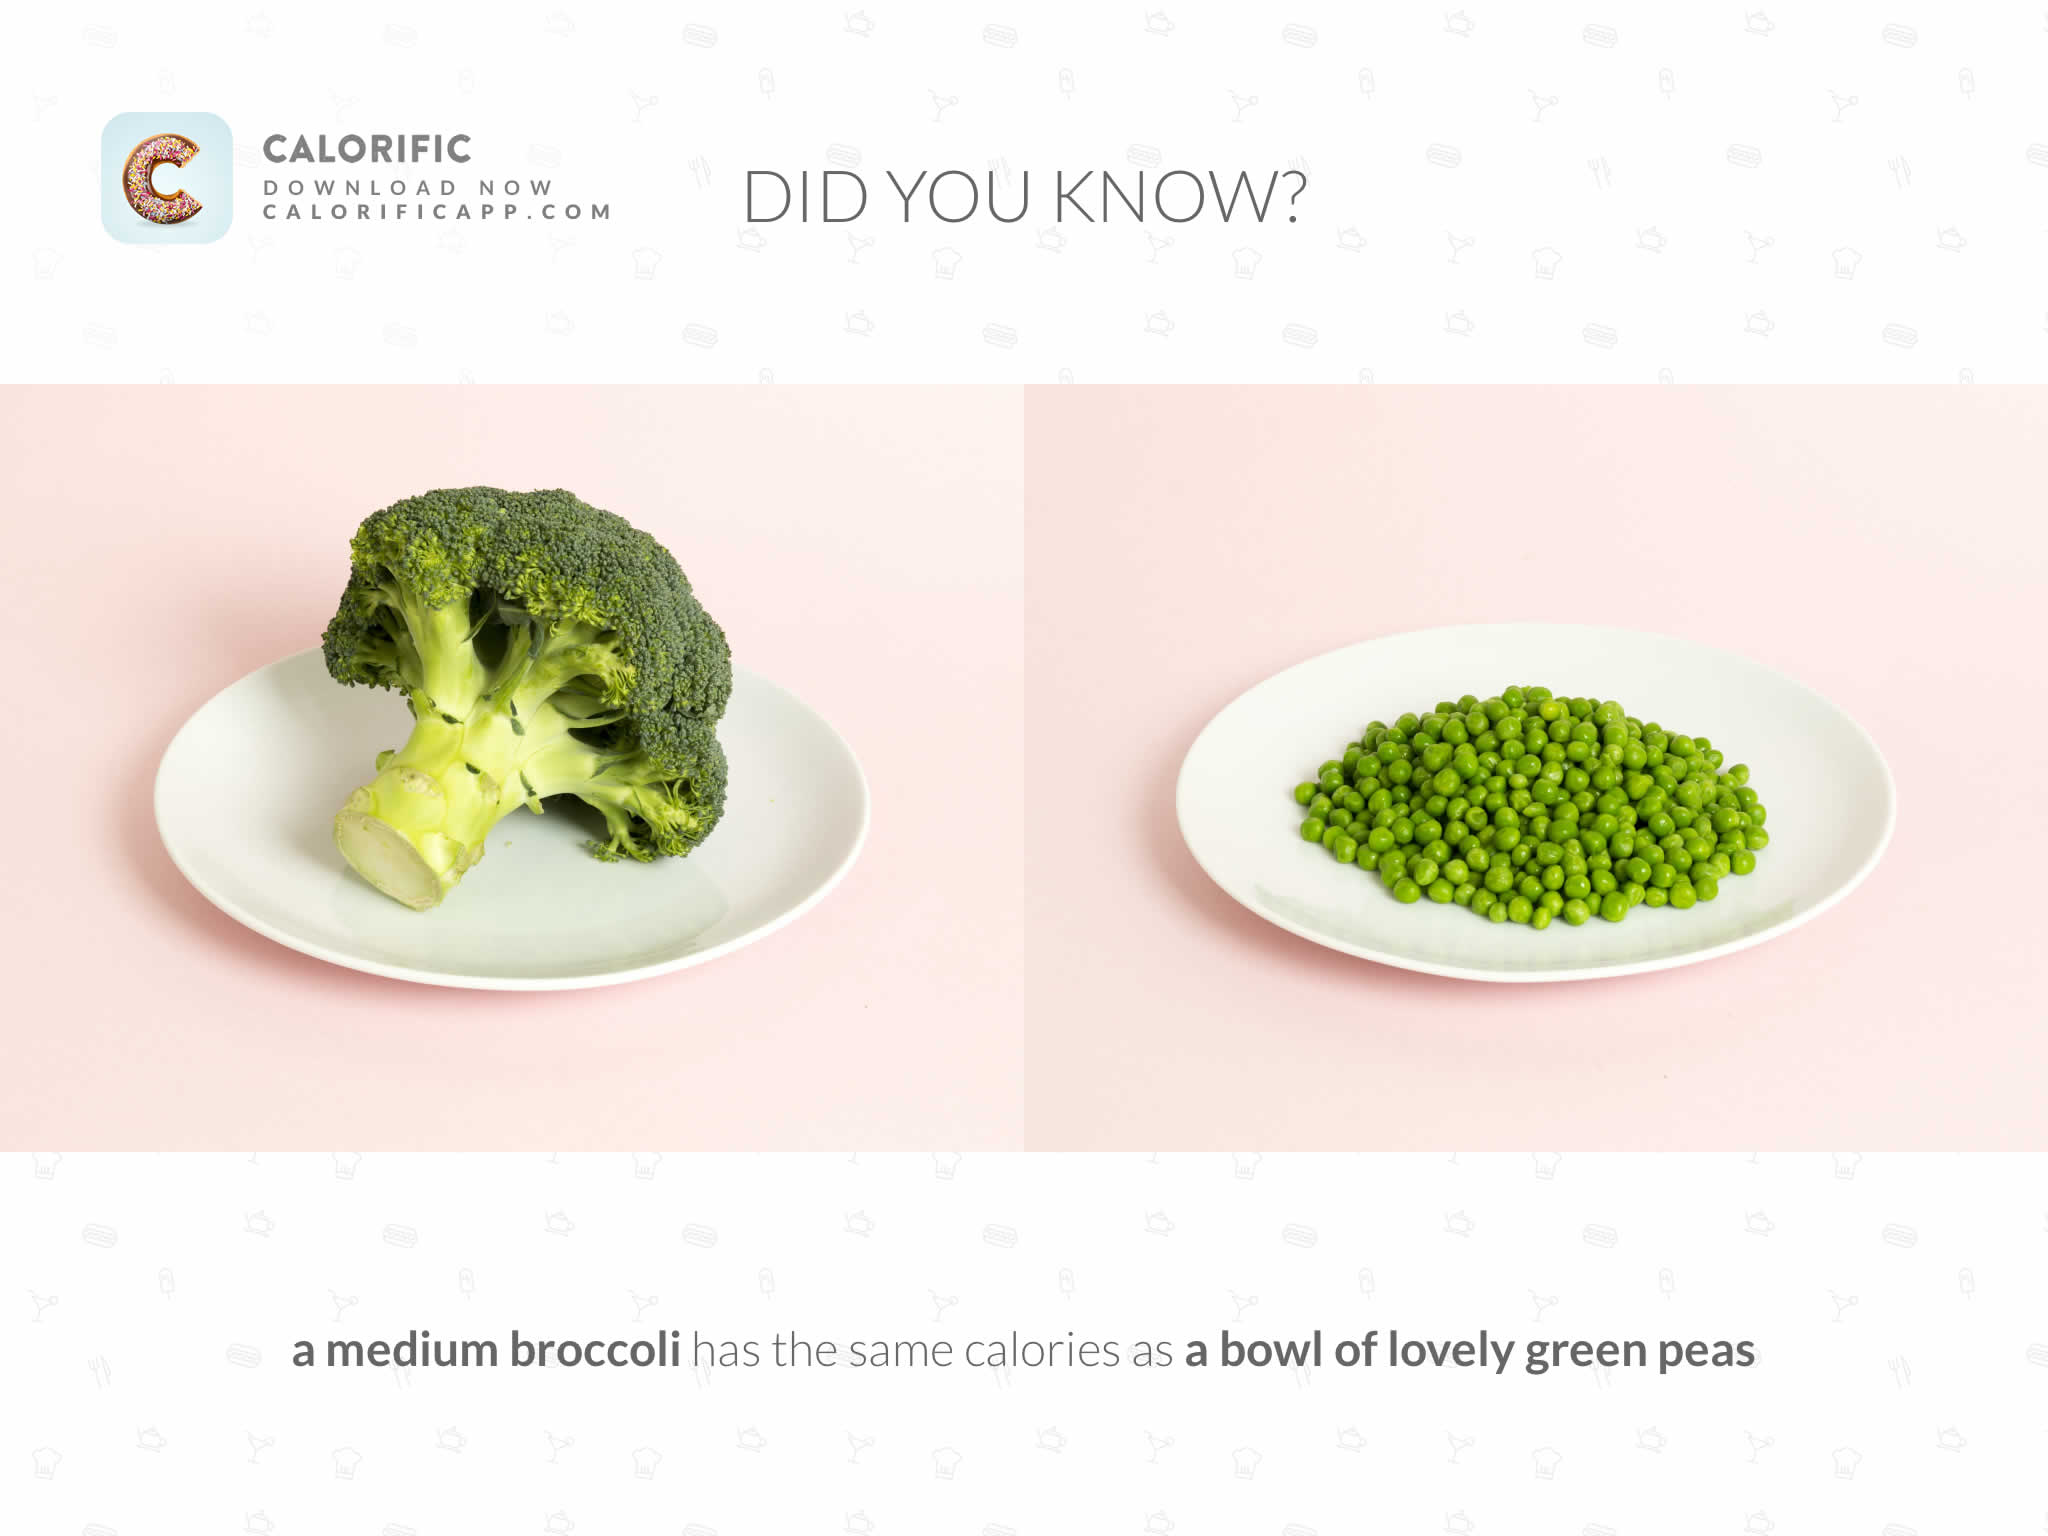 CALORIFIC
DOWNLOAD NOW
CALORIFICAPP.COM
DID YOU KNOW?
a medium broccoli has the same calories as a bowl of lovely green peas